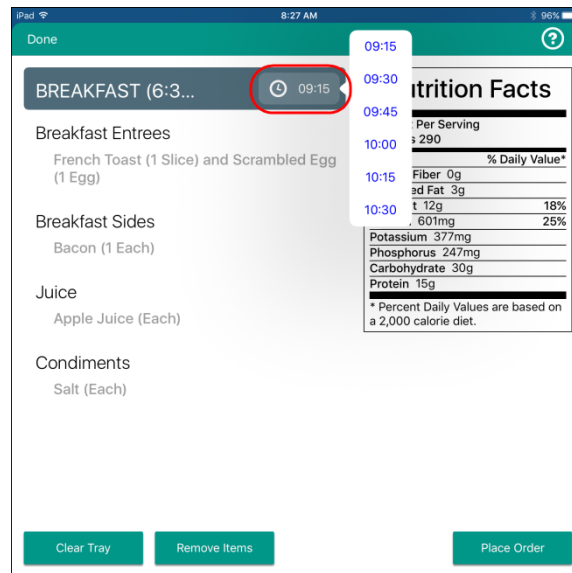 iPad 8:27 AM 96%
Done ?
BREAKFAST (6:3... 09:15
Breakfast Entrees
French Toast (1 Slice) and Scrambled Egg
(1 Egg)
Breakfast Sides
Bacon (1 Each)
Juice
Apple Juice (Each)
Condiments
Salt (Each)
09:15
09:30
09:45
10:00
10:15
10:30
trition Facts
Per Serving
290
% Daily Value*
Fiber 0g
ed Fat 3g
12g 18%
601mg 25%
Potassium 377mg
Phosphorus 247mg
Carbohydrate 30g
Protein 15g
* Percent Daily Values are based on
a 2,000 calorie diet.
Clear Tray Remove Items Place Order